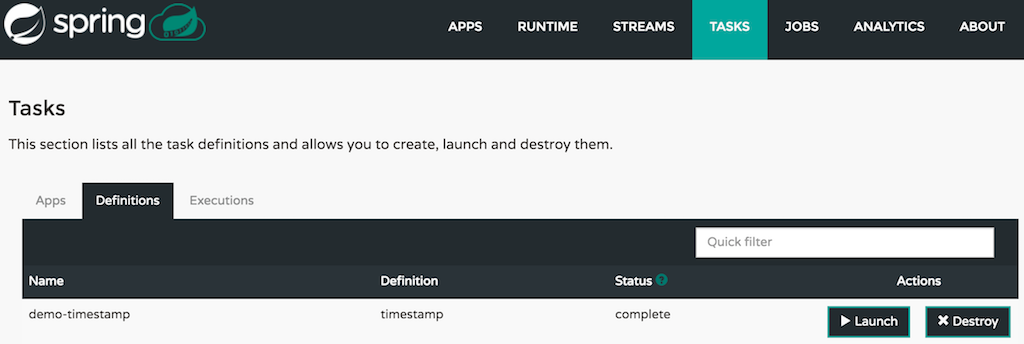 spring
APPS RUNTIME STREAMS TASKS JOBS ANALYTICS ABOUT
Tasks
This section lists all the task definitions and allows you to create, launch and destroy them.
Apps Definitions Executions
Quick filter
Name Definition Status ? Actions
demo-timestamp timestamp complete Launch Destroy